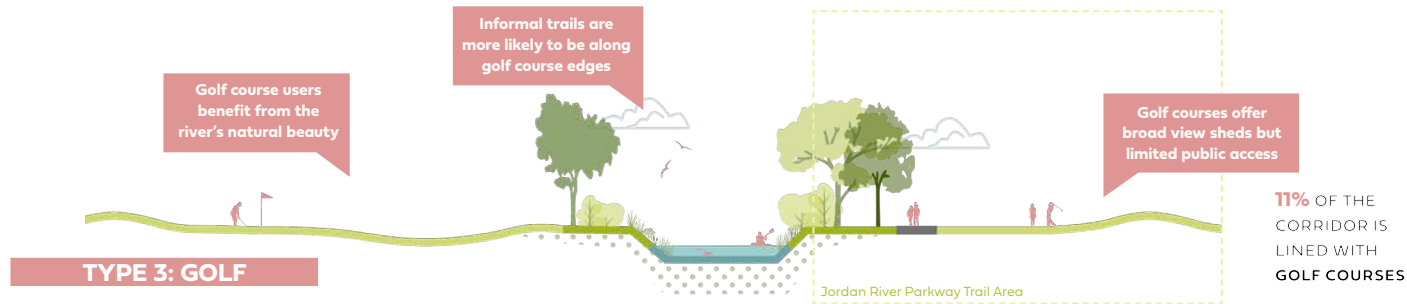 Informal trails are
more likely to be along
golf course edges
Golf course users
benefit from the
river's natural beauty
Golf courses offer
broad view sheds but
limited public access
11% OF THE
CORRIDOR IS
LINED WITH
GOLF COURSES
TYPE 3: GOLF
Jordan River Parkway Trail Area